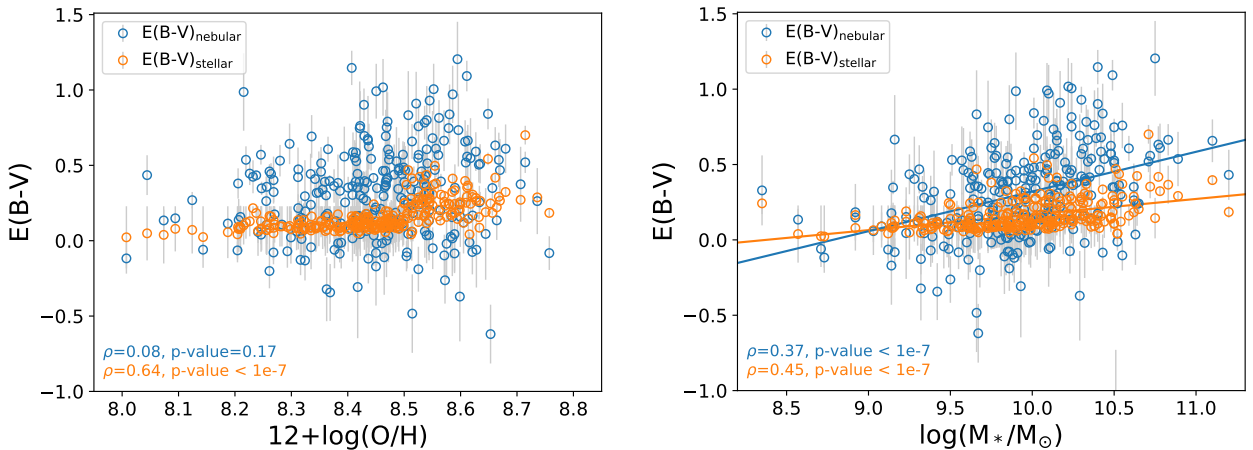 1.5
1.0
0.5
0.0
−0.5
−1.0
E(B-V)
E(B-V)nebular
E(B-V)stellar
ρ=0.08, p-value=0.17
ρ=0.64, p-value < 1e-7
8.0 8.1 8.2 8.3 8.4 8.5 8.6 8.7 8.8
12+log(O/H)
1.5
1.0
0.5
0.0
−0.5
−1.0
E(B-V)
E(B-V)nebular
E(B-V)stellar
ρ=0.37, p-value < 1e-7
ρ=0.45, p-value < 1e-7
8.5 9.0 9.5 10.0 10.5 11.0
log(M*/M⊙)